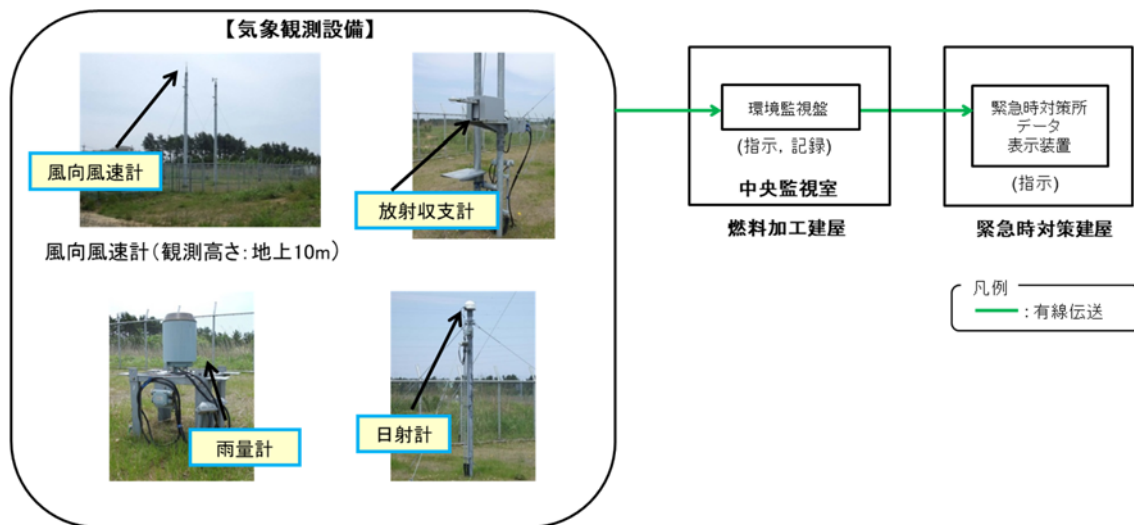 【気象観測設備】
風向風速計
放射収支計
風向風速計(観測高さ:地上10m)
雨量計
日射計
環境監視盤
(指示, 記録)
中央監視室
燃料加工建屋
緊急時対策所
データ
表示装置
(指示)
緊急時対策建屋
凡例
:有線伝送